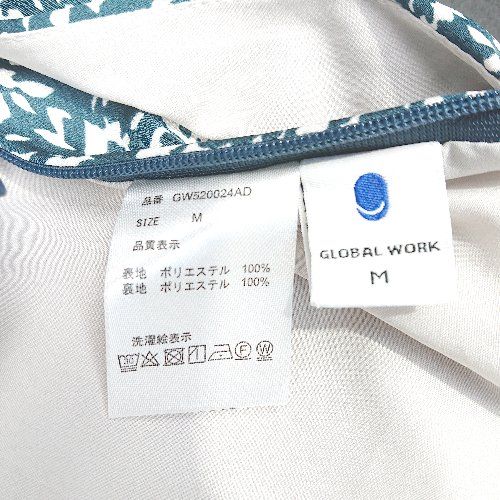 品番 GW520024AD
SIZE M
品質表示
表地 ポリエステル 100%
裏地 ポリエステル 100%
洗濯絵表示
GLOBAL WORK
M